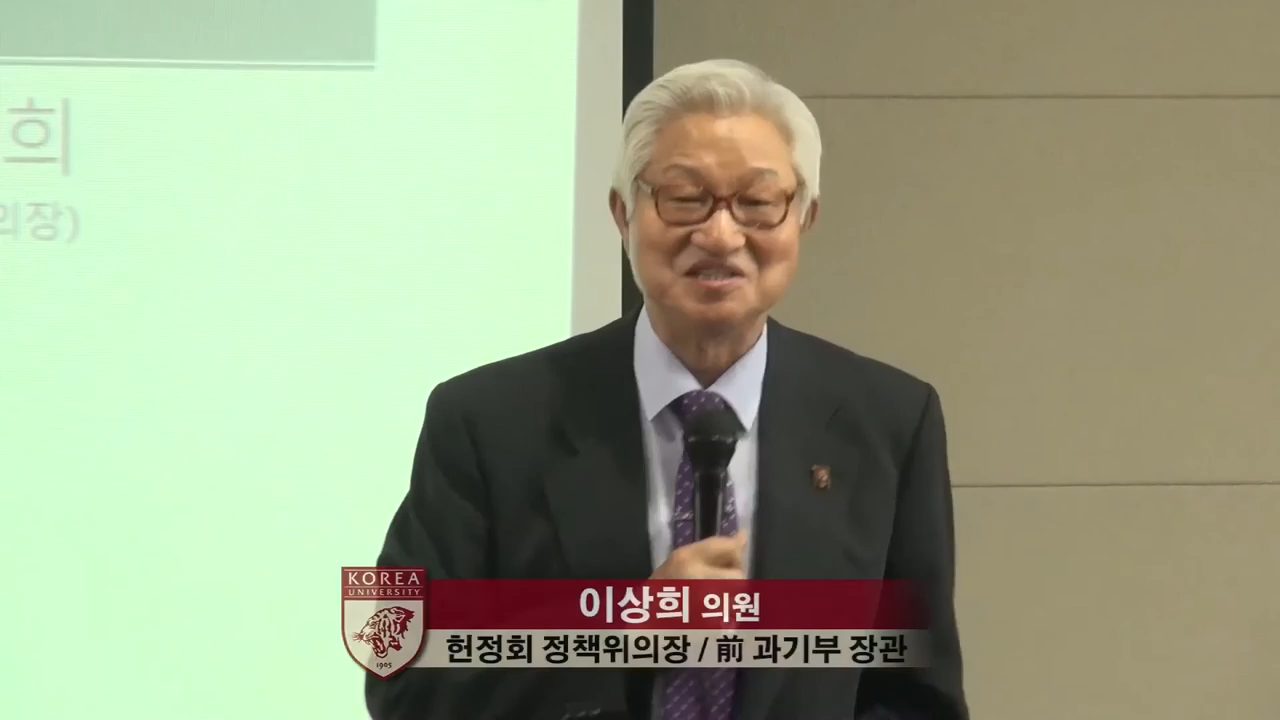 희
의장)
KOREA
UNIVERSITY
1905
이상희 의원
헌정회 정책위의장 / 前 과기부 장관